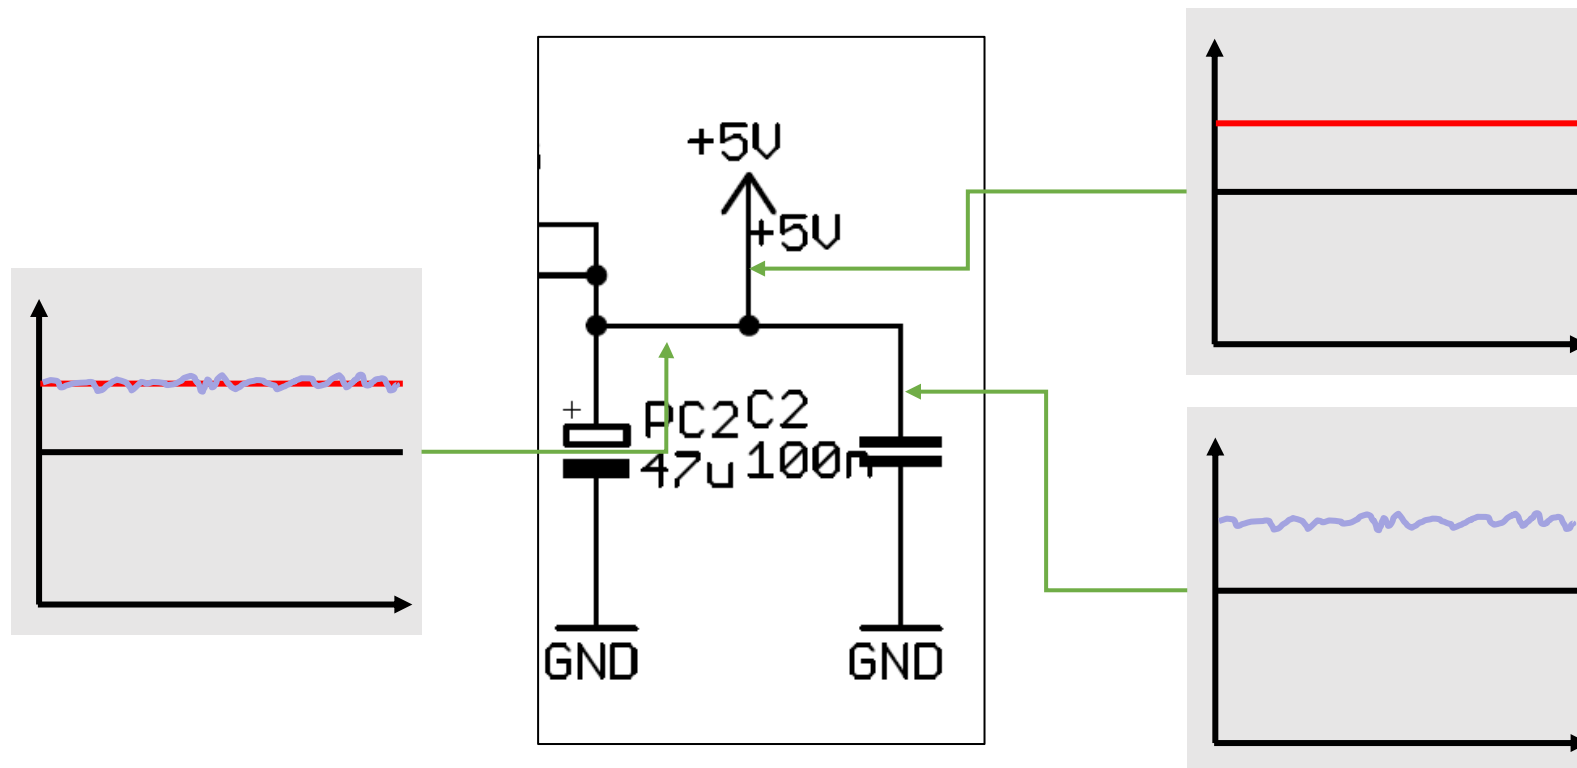 +5V
+5V
+
PC2
47u
C2
100n
GND
GND